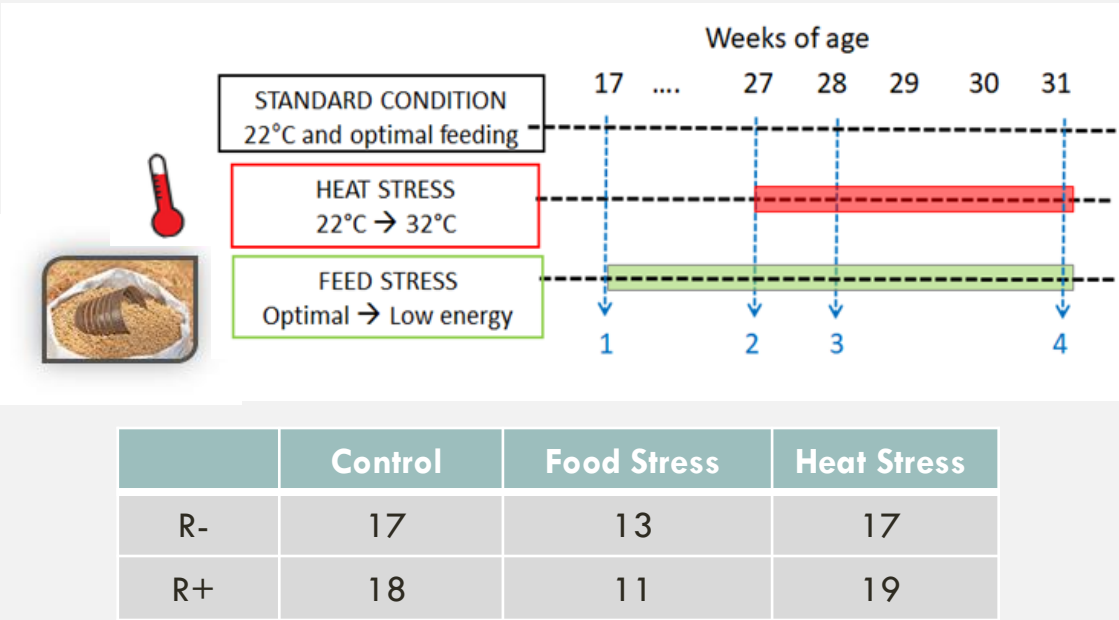 Weeks of age
17 .... 27 28 29 30 31
STANDARD CONDITION
22°C and optimal feeding
HEAT STRESS
22°C → 32°C
FEED STRESS
Optimal → Low energy
1 2 3 4
Control Food Stress Heat Stress
R- 17 13 17
R+ 18 11 19